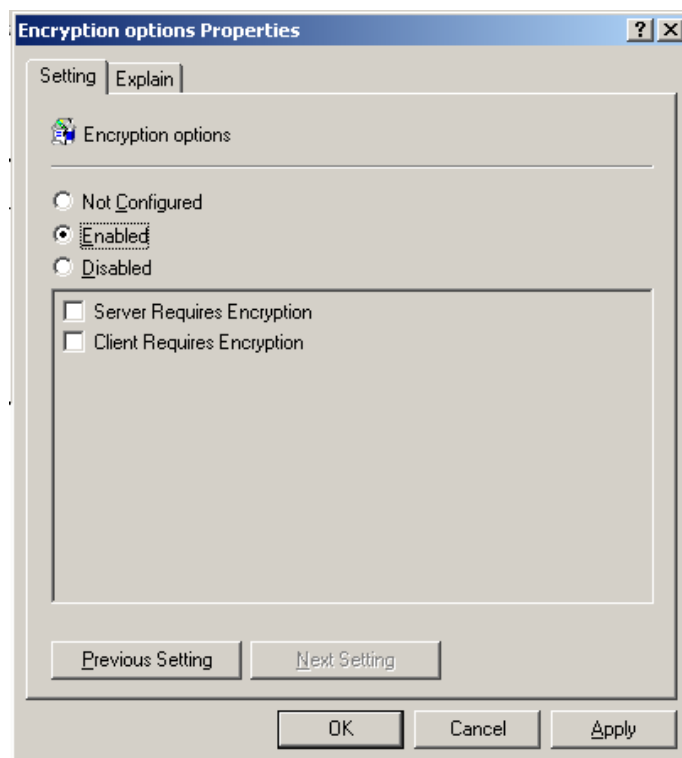 Encryption options Properties
Setting Explain
Encryption options
Not Configured
Enabled
Disabled
Server Requires Encryption
Client Requires Encryption
Previous Setting Next Setting
OK Cancel Apply